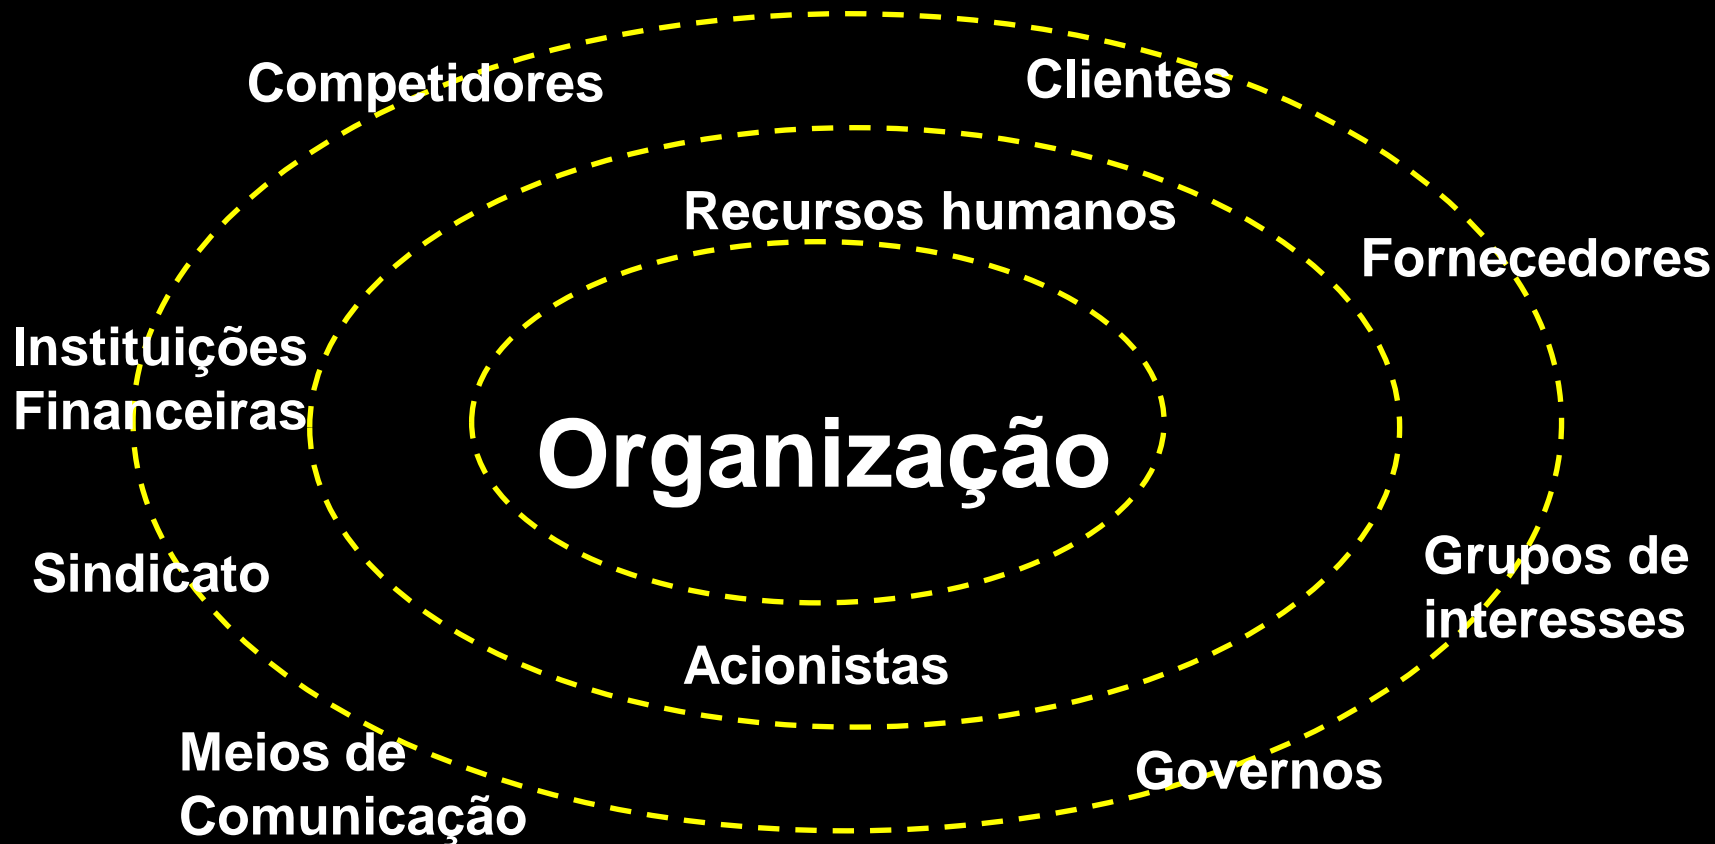 Competidores
Clientes
Recursos humanos
Fornecedores
Instituições
Financeiras
Organização
Sindicato
Grupos de
interesses
Acionistas
Meios de
Comunicação
Governos